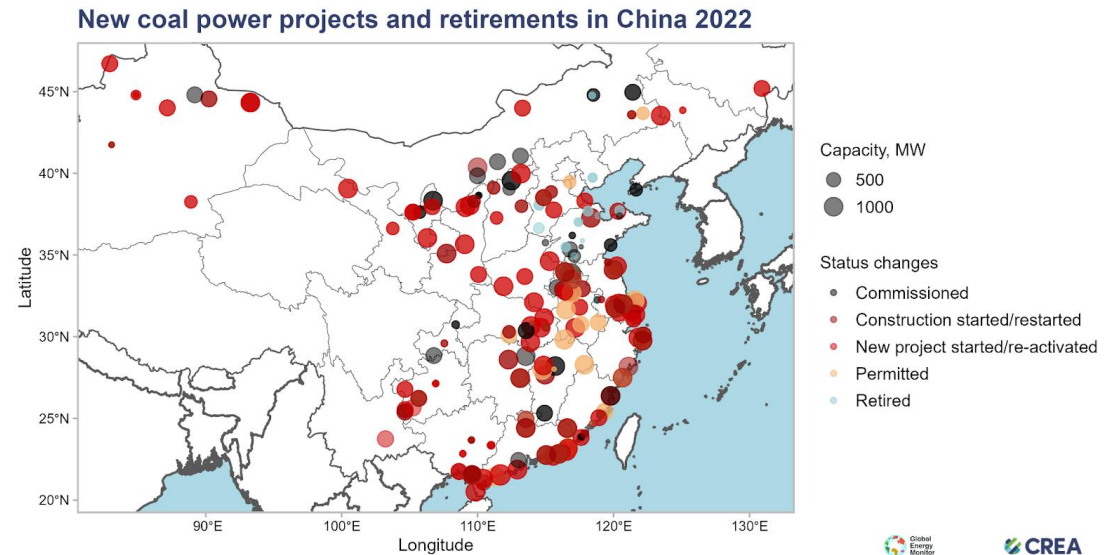 New coal power projects and retirements in China 2022
45°N
40°N
35°N
30°N
25°N
20°N
Latitude
90°E
100°E
110°E
120°E
130°E
Longitude
Capacity, MW
500
1000
Status changes
Commissioned
Construction started/restarted
New project started/re-activated
Permitted
Retired
Global
Energy
Monitor
CREA